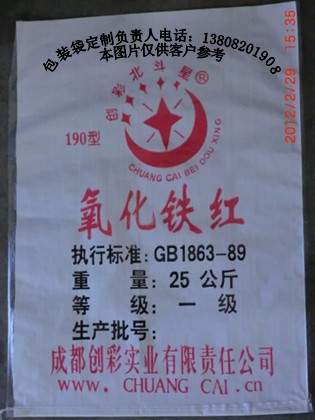 包装袋定制负责人电话：13808201908
本图片仅供客户参考
2012/2/29 15:35
创彩北斗星®
190型
CHUANG CAI BEI DOU XING
氧化铁红
执行标准：GB1863-89
重量：25 公斤
等级：一 级
生产批号：
成都创彩实业有限责任公司
WWW. CHUANG CAI .cn